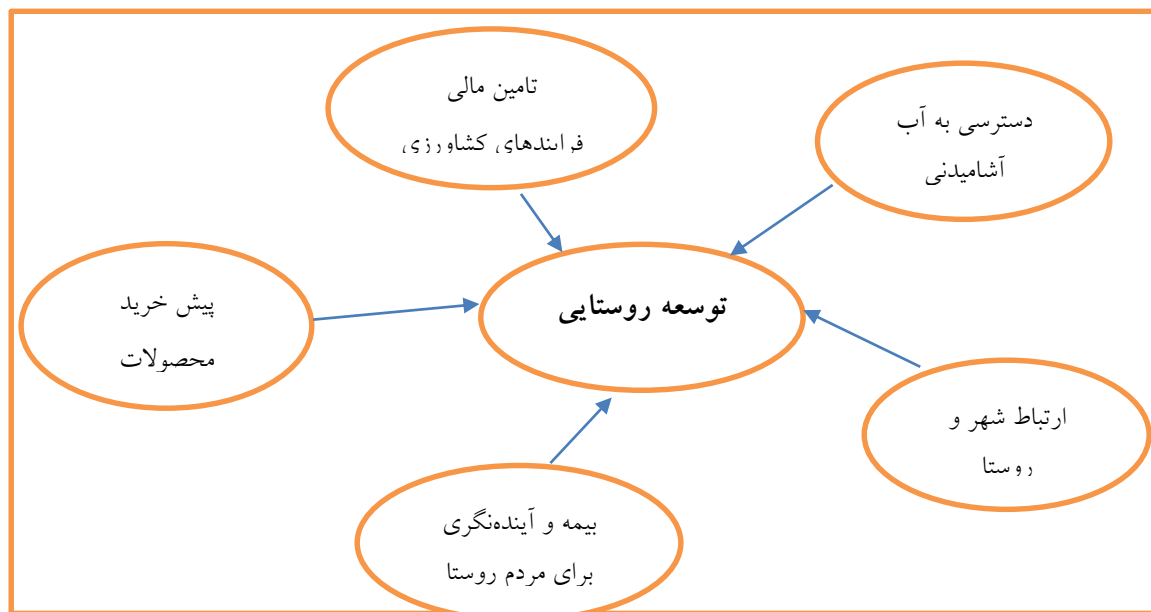 تامین مالی
فرایندهای کشاورزی
دسترسی به آب
آشامیدنی
توسعه روستایی
پیش خرید
محصولات
ارتباط شهر و
روستا
بیمه و آینده‌نگری
برای مردم روستا